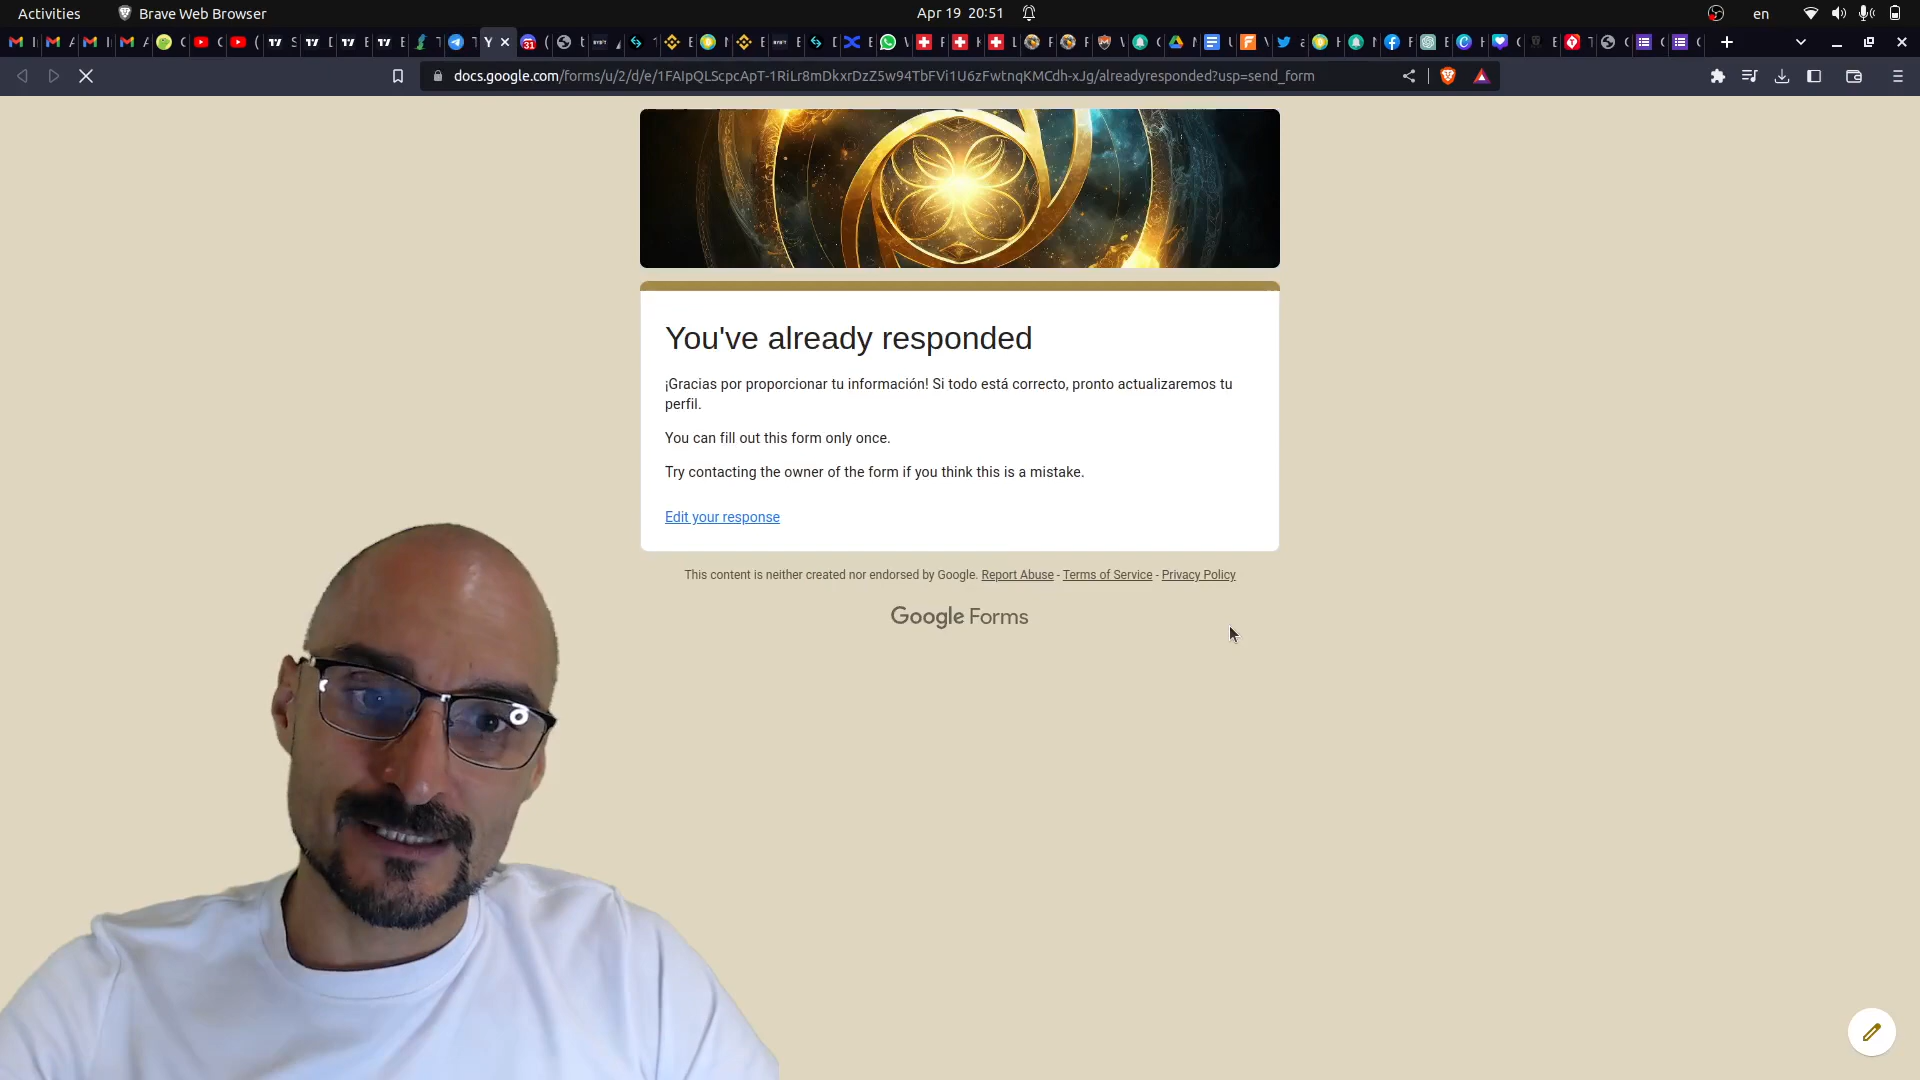 Activities
Brave Web Browser
Apr 19 20:51
en
31
docs.google.com/forms/u/2/d/e/1FAIpQLScpcApT-1RiLr8mDkxrDzZ5w94TbFVi1U6zFwtnqKMCdh-xJg/alreadyresponded?usp=send_form
You've already responded
¡Gracias por proporcionar tu información! Si todo está correcto, pronto actualizaremos tu
perfil.
You can fill out this form only once.
Try contacting the owner of the form if you think this is a mistake.
Edit your response
This content is neither created nor endorsed by Google. Report Abuse - Terms of Service - Privacy Policy
Google Forms